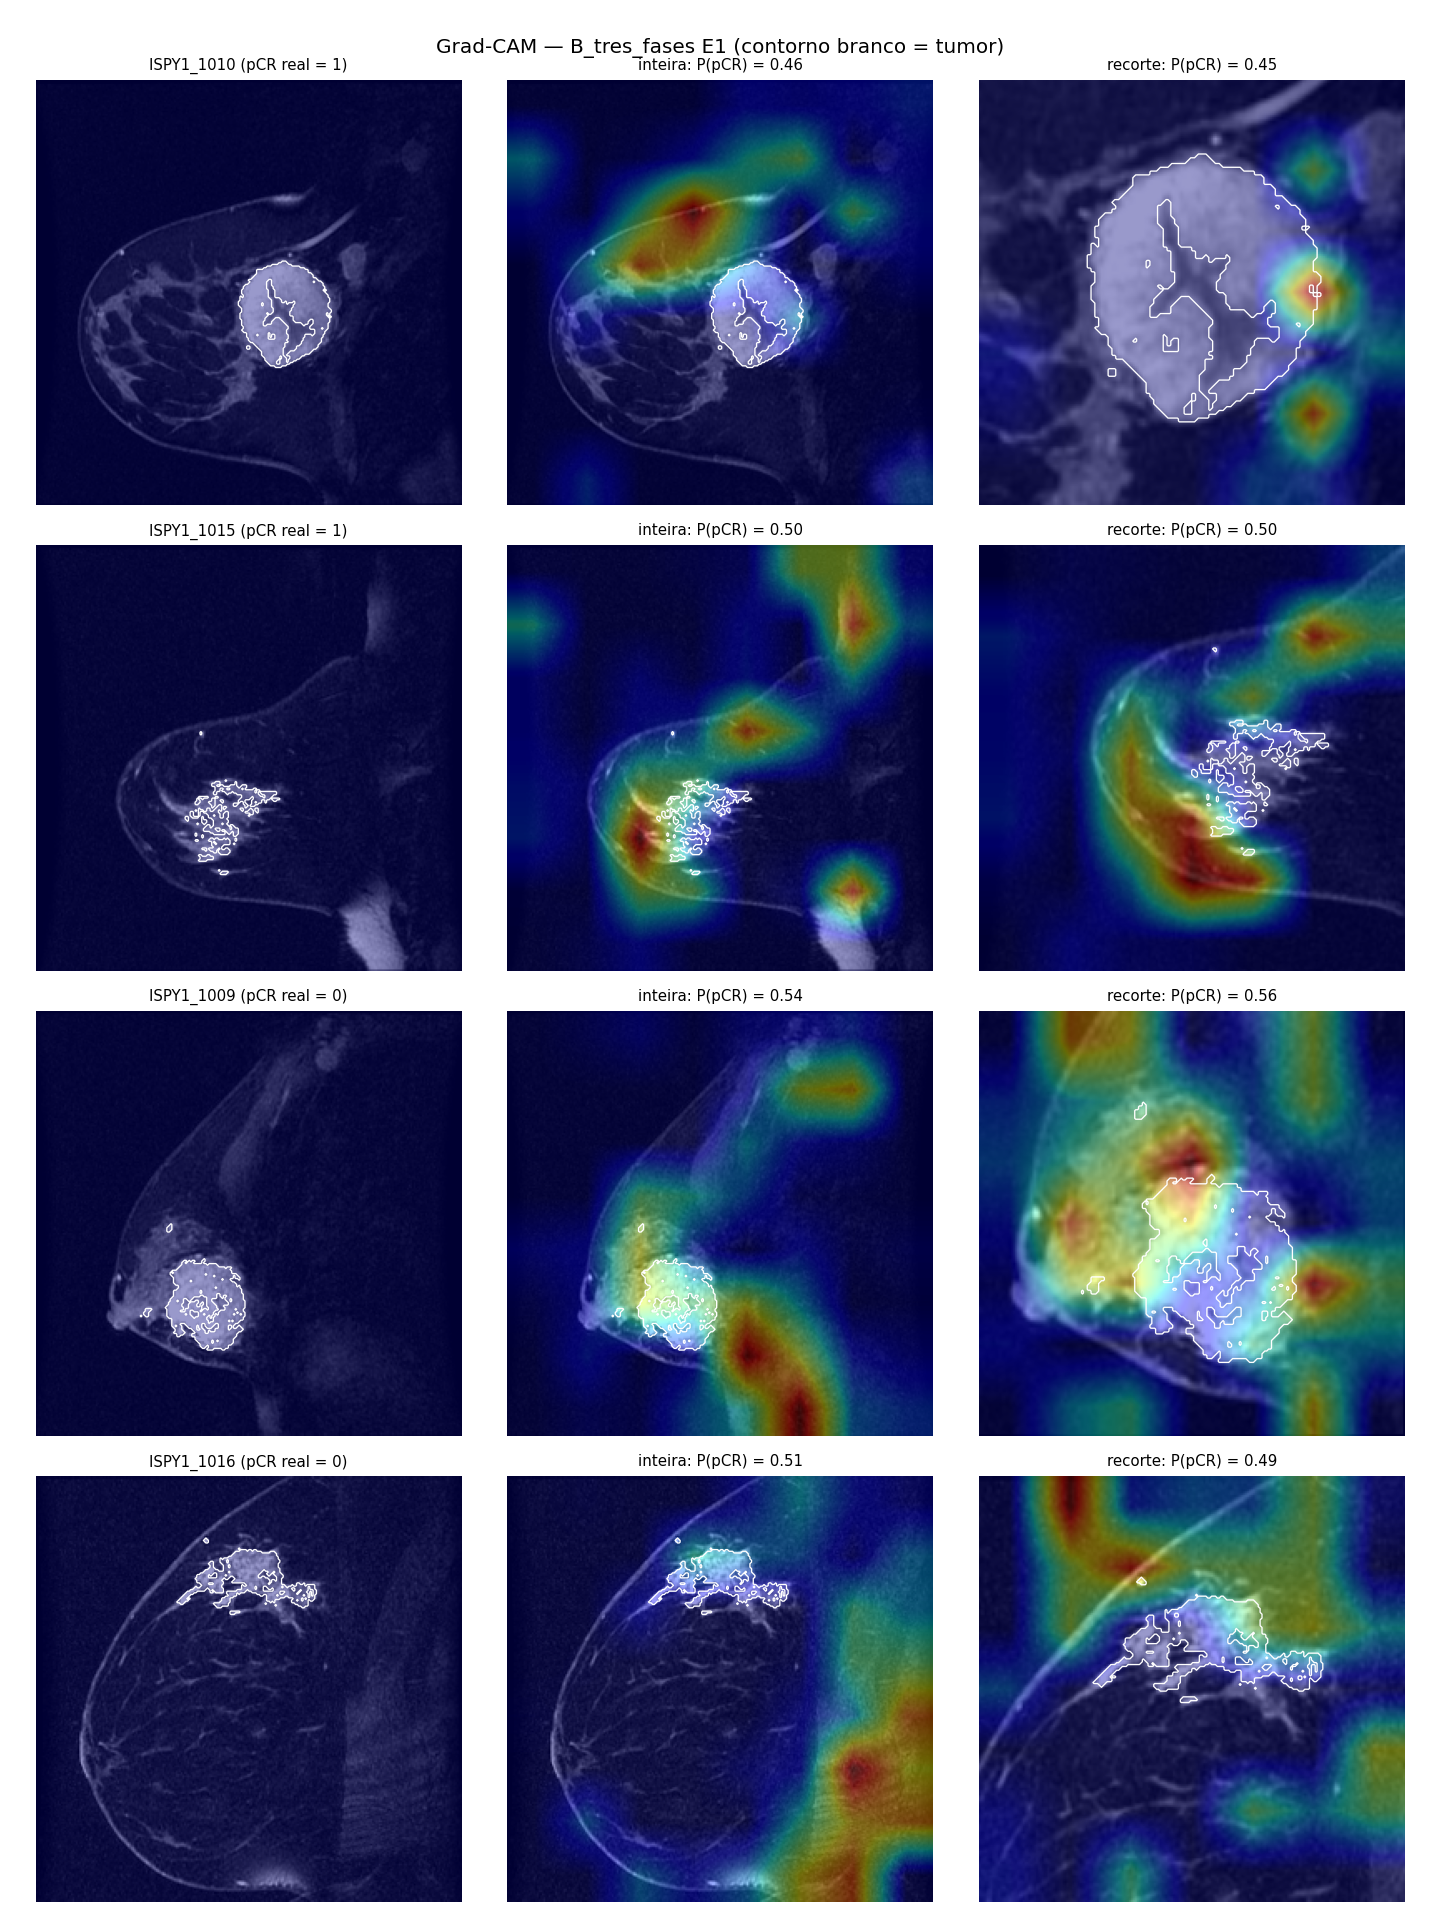 Grad-CAM — B_tres_fases E1 (contorno branco = tumor)
ISPY1_1010 (pCR real = 1)
inteira: P(pCR) = 0.46
recorte: P(pCR) = 0.45
ISPY1_1015 (pCR real = 1)
inteira: P(pCR) = 0.50
recorte: P(pCR) = 0.50
ISPY1_1009 (pCR real = 0)
inteira: P(pCR) = 0.54
recorte: P(pCR) = 0.56
ISPY1_1016 (pCR real = 0)
inteira: P(pCR) = 0.51
recorte: P(pCR) = 0.49